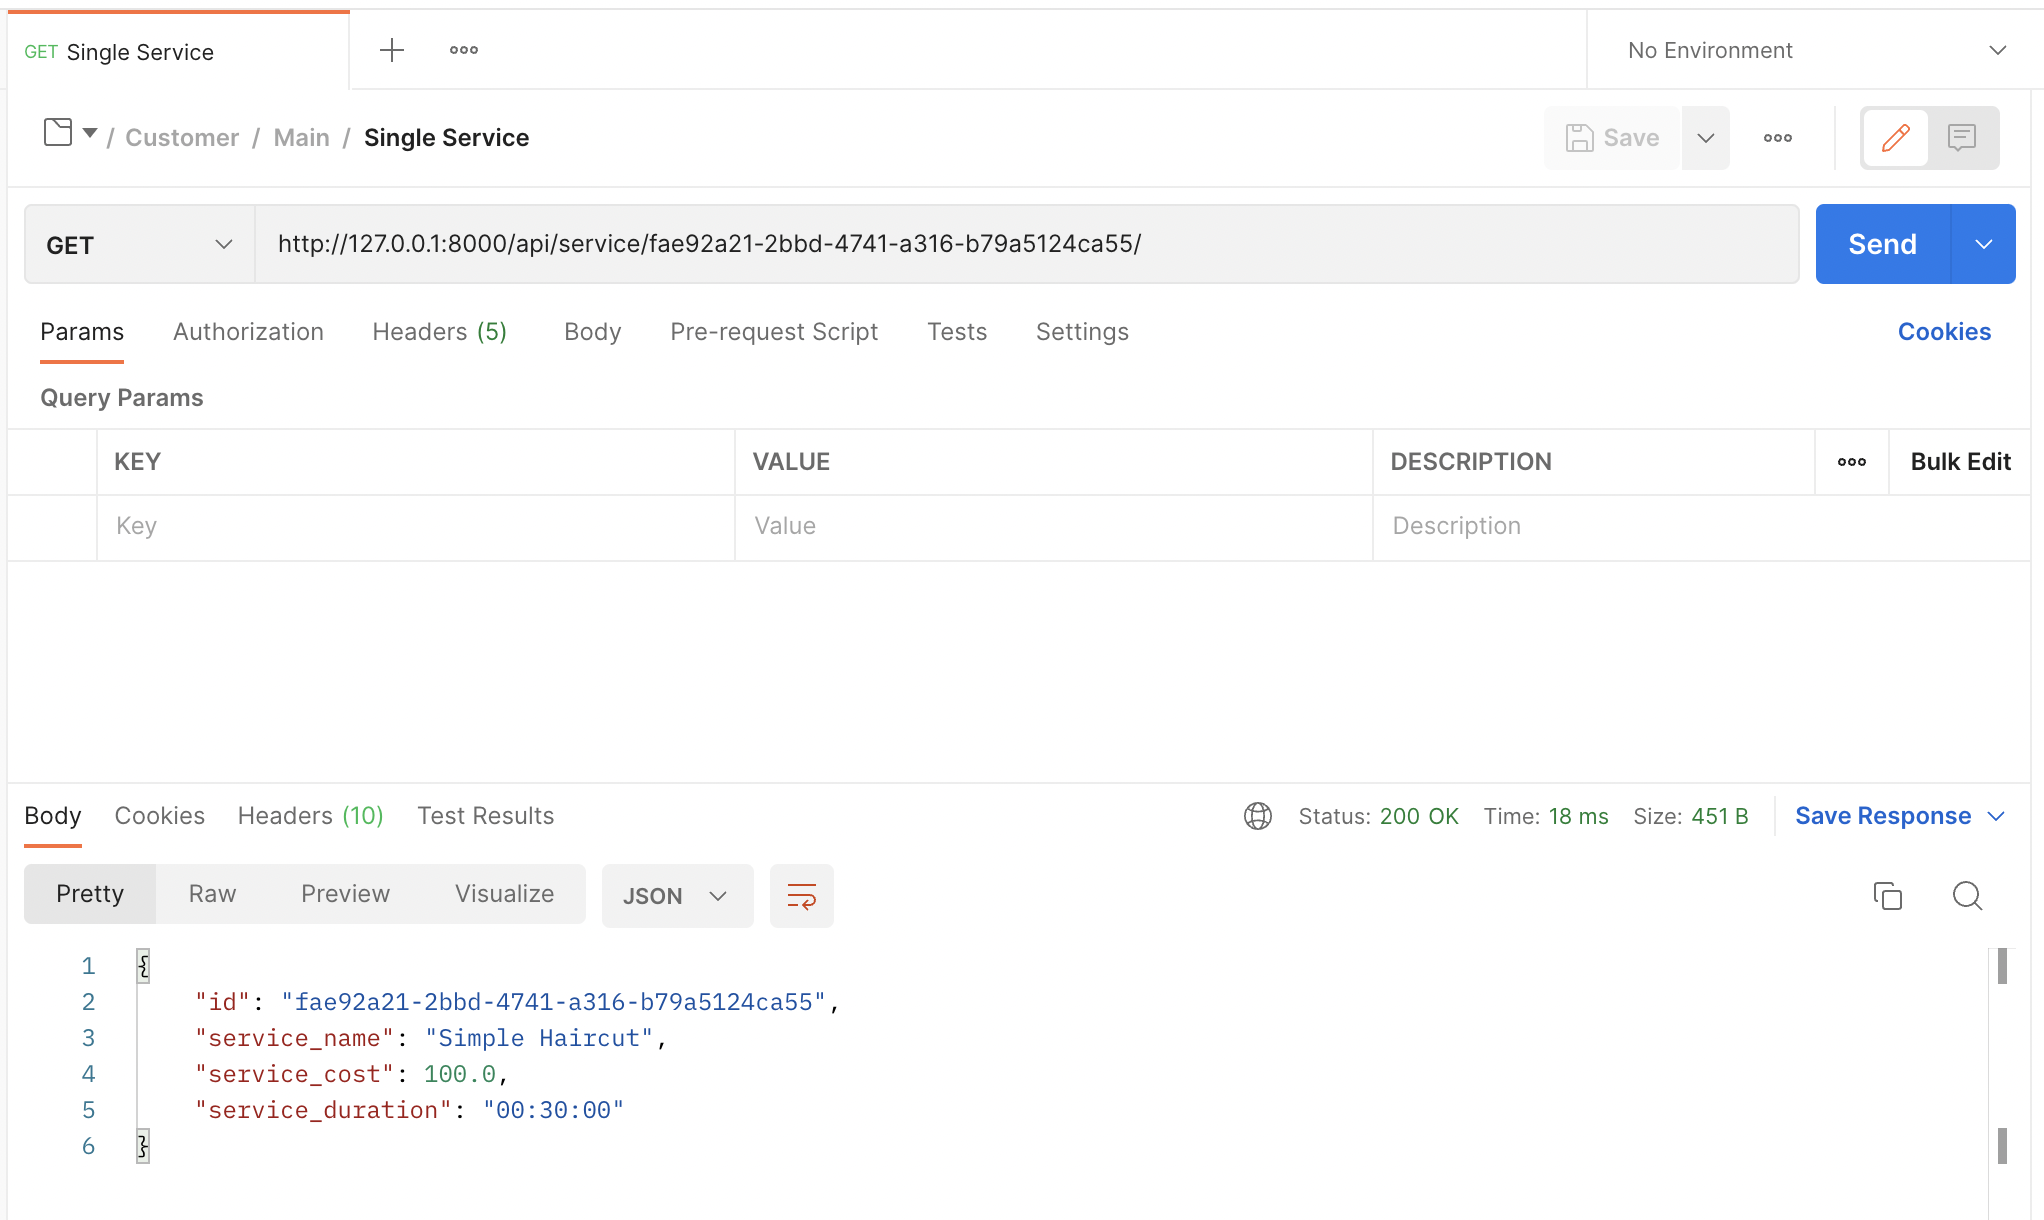 GET Single Service
No Environment
/ Customer / Main / Single Service
Save
GET
http://127.0.0.1:8000/api/service/fae92a21-2bbd-4741-a316-b79a5124ca55/
Send
Params Authorization Headers (5) Body Pre-request Script Tests Settings Cookies
Query Params
KEY VALUE DESCRIPTION Bulk Edit
Key Value Description
Body Cookies Headers (10) Test Results Status: 200 OK Time: 18 ms Size: 451 B Save Response
Pretty Raw Preview Visualize JSON
1 {
2 "id": "fae92a21-2bbd-4741-a316-b79a5124ca55",
3 "service_name": "Simple Haircut",
4 "service_cost": 100.0,
5 "service_duration": "00:30:00"
6 }